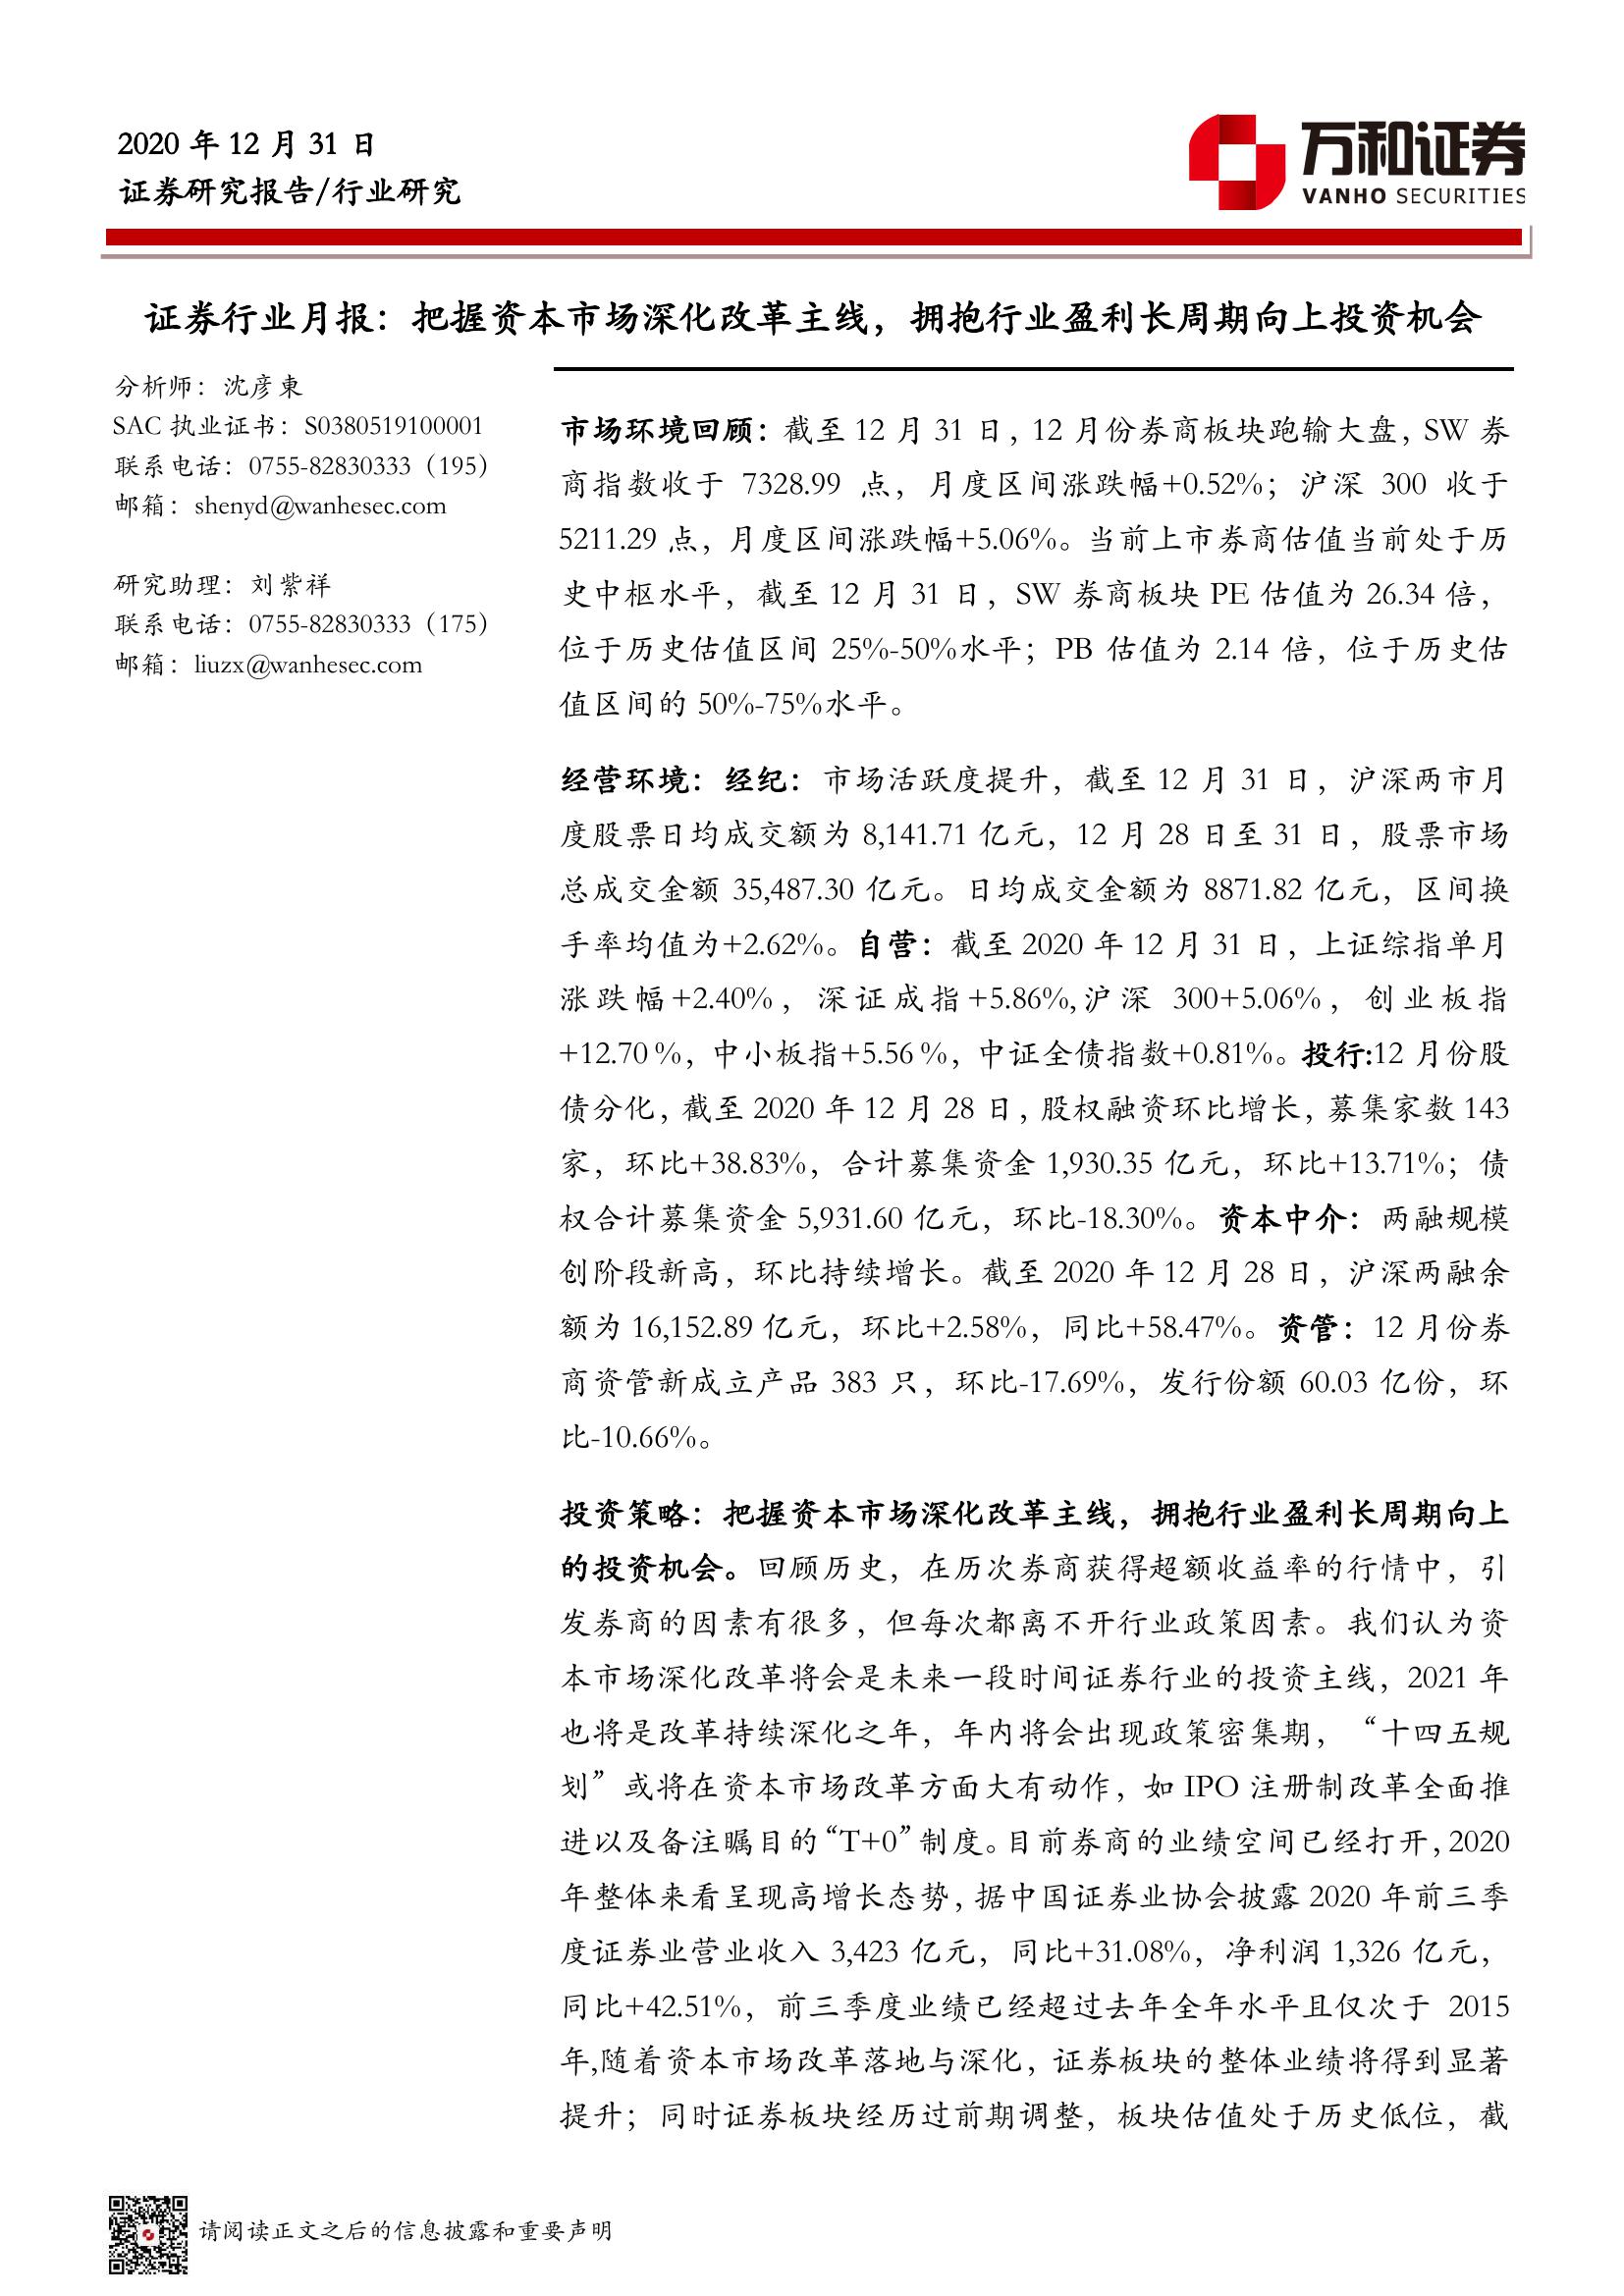 2020 年 12 月 31 日
证券研究报告/行业研究
万和证券
VANHO SECURITIES
证券行业月报：把握资本市场深化改革主线，拥抱行业盈利长周期向上投资机会
分析师：沈彦東
SAC 执业证书：S0380519100001
联系电话：0755-82830333（195）
邮箱：shenyd@wanhesec.com
研究助理：刘紫祥
联系电话：0755-82830333（175）
邮箱：liuzx@wanhesec.com
市场环境回顾：截至 12 月 31 日，12 月份券商板块跑输大盘，SW 券
商指数收于 7328.99 点，月度区间涨跌幅+0.52%；沪深 300 收于
5211.29 点，月度区间涨跌幅+5.06%。当前上市券商估值当前处于历
史中枢水平，截至 12 月 31 日，SW 券商板块 PE 估值为 26.34 倍，
位于历史估值区间 25%-50%水平；PB 估值为 2.14 倍，位于历史估
值区间的 50%-75%水平。
经营环境：经纪：市场活跃度提升，截至 12 月 31 日，沪深两市月
度股票日均成交额为 8,141.71 亿元，12 月 28 日至 31 日，股票市场
总成交金额 35,487.30 亿元。日均成交金额为 8871.82 亿元，区间换
手率均值为+2.62%。自营：截至 2020 年 12 月 31 日，上证综指单月
涨跌幅+2.40%，深证成指+5.86%,沪深 300+5.06%，创业板指
+12.70％，中小板指+5.56％，中证全债指数+0.81%。投行:12 月份股
债分化，截至 2020 年 12 月 28 日，股权融资环比增长，募集家数 143
家，环比+38.83%，合计募集资金 1,930.35 亿元，环比+13.71%；债
权合计募集资金 5,931.60 亿元，环比-18.30%。资本中介：两融规模
创阶段新高，环比持续增长。截至 2020 年 12 月 28 日，沪深两融余
额为 16,152.89 亿元，环比+2.58%，同比+58.47%。资管：12 月份券
商资管新成立产品 383 只，环比-17.69%，发行份额 60.03 亿份，环
比-10.66%。
投资策略：把握资本市场深化改革主线，拥抱行业盈利长周期向上
的投资机会。回顾历史，在历次券商获得超额收益率的行情中，引
发券商的因素有很多，但每次都离不开行业政策因素。我们认为资
本市场深化改革将会是未来一段时间证券行业的投资主线，2021 年
也将是改革持续深化之年，年内将会出现政策密集期，“十四五规
划”或将在资本市场改革方面大有动作，如 IPO 注册制改革全面推
进以及备注瞩目的“T+0”制度。目前券商的业绩空间已经打开，2020
年整体来看呈现高增长态势，据中国证券业协会披露 2020 年前三季
度证券业营业收入 3,423 亿元，同比+31.08%，净利润 1,326 亿元，
同比+42.51%，前三季度业绩已经超过去年全年水平且仅次于 2015
年,随着资本市场改革落地与深化，证券板块的整体业绩将得到显著
提升；同时证券板块经历过前期调整，板块估值处于历史低位，截
请阅读正文之后的信息披露和重要声明